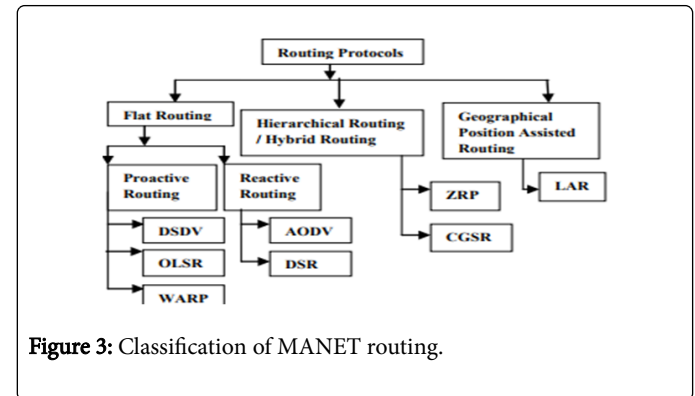 Routing Protocols
Flat Routing
Hierarchical Routing
/ Hybrid Routing
Geographical
Position Assisted
Routing
Proactive
Routing
Reactive
Routing
ZRP
LAR
DSDV
AODV
CGSR
OLSR
DSR
WARP
Figure 3: Classification of MANET routing.